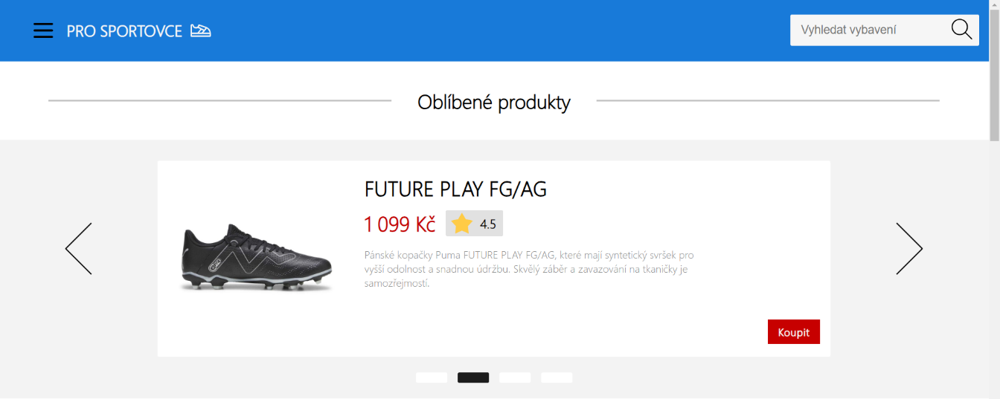 PRO SPORTOVCE
Vyhledat vybavení
Oblíbené produkty
FUTURE PLAY FG/AG
1 099 Kč
4.5
Pánské kopačky Puma FUTURE PLAY FG/AG, které mají syntetický svršek pro
vyšší odolnost a snadnou údržbu. Skvělý záběr a zavazování na tkaničky je
samozřejmostí.
Koupit